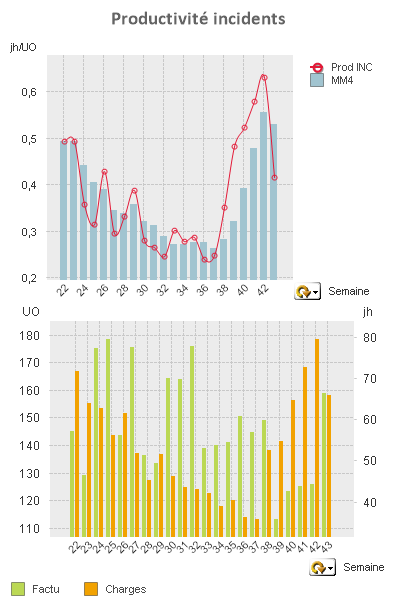 Productivité incidents
jh/UO
Prod INC
MM4
0,6
0,5
0,4
0,3
0,2
22 24 26 28 30 32 34 36 38 40 42
Semaine
UO jh
180 80
170 70
160 60
150 50
140 40
130
120
110
22 23 24 25 26 27 28 29 30 31 32 33 34 35 36 37 38 39 40 41 42 43
Semaine
Factu Charges